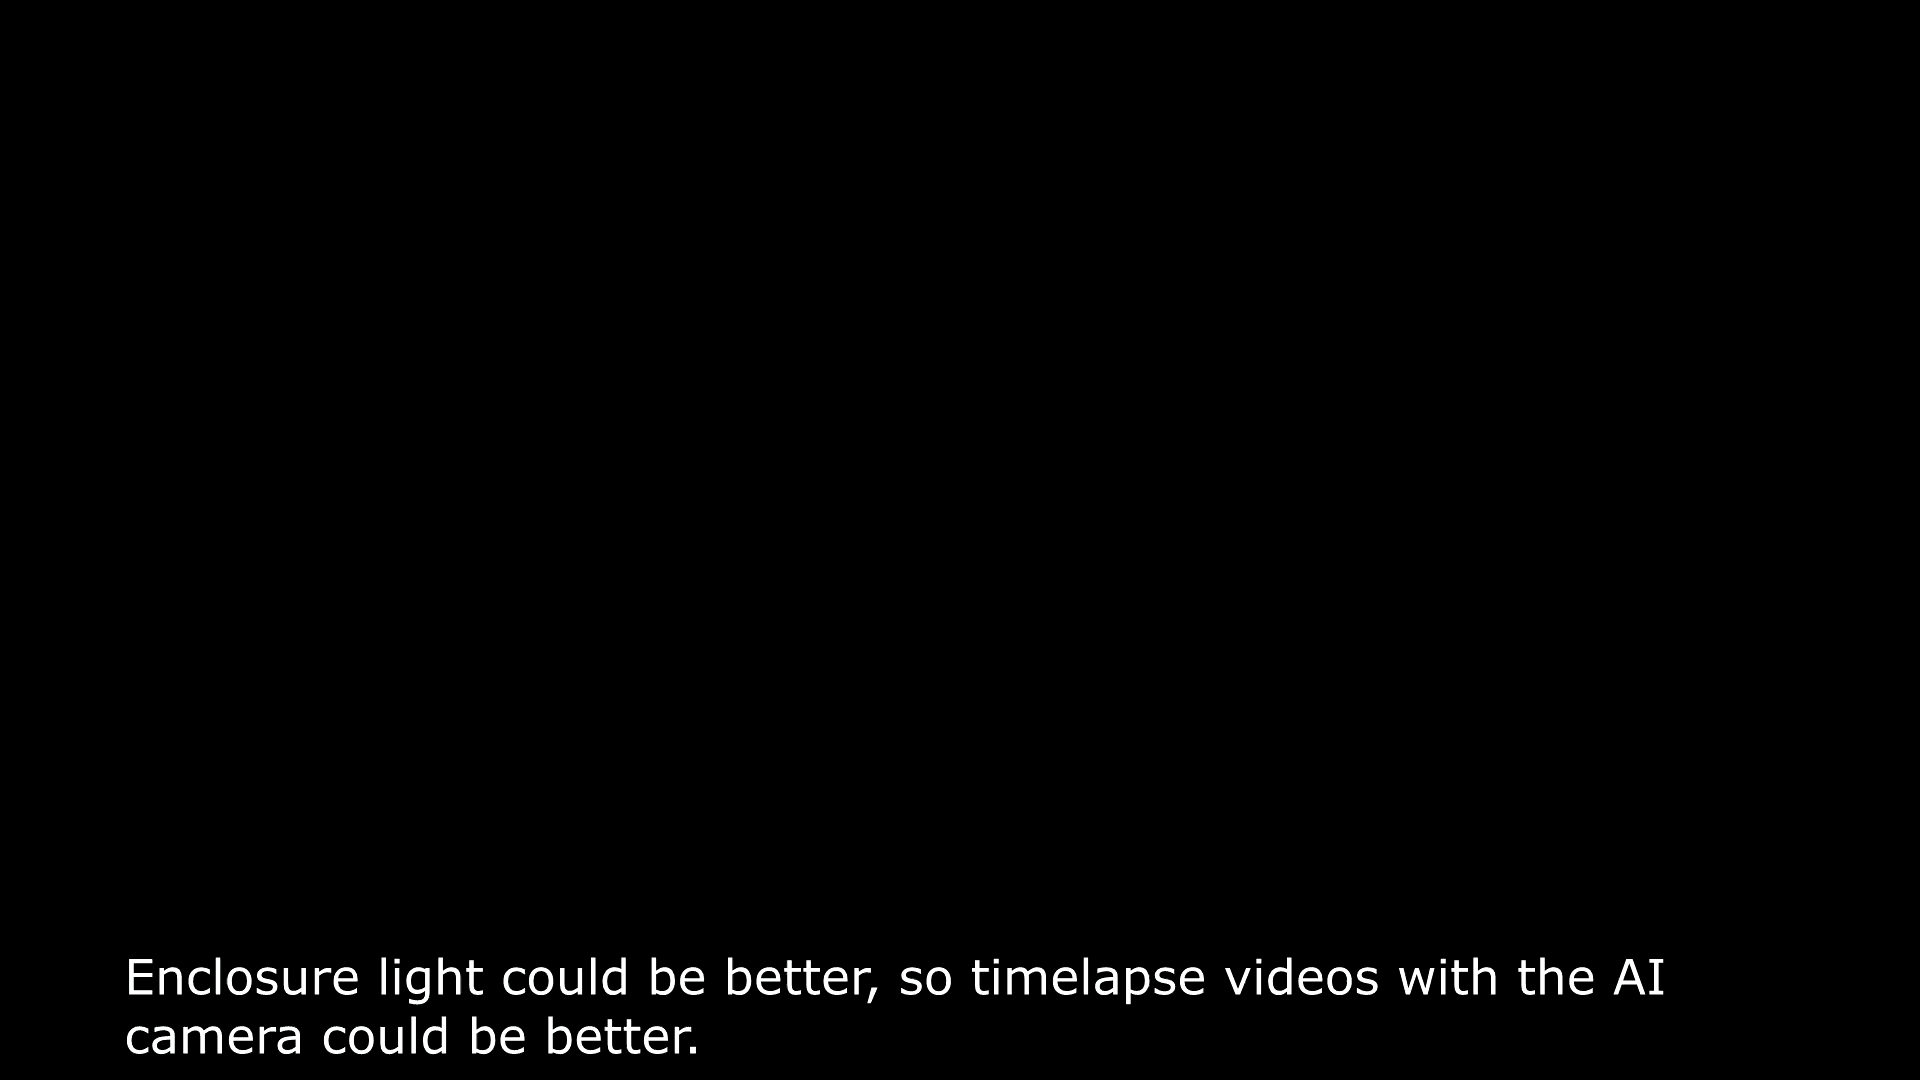 Enclosure light could be better, so timelapse videos with the AI
camera could be better.